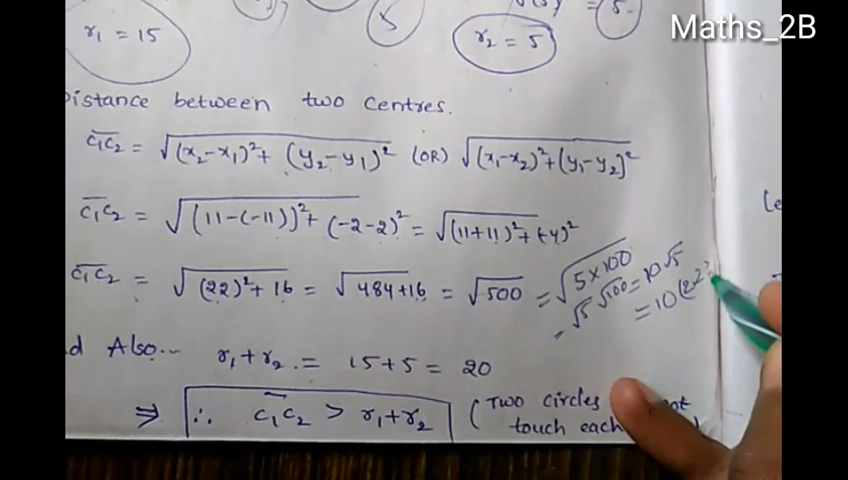 Maths_2B
r₁ = 15
r₂ = 5
Distance between two centres.
C₁C₂ = √(x₂-x₁)²+ (y₂-y₁)² (OR) √(x₁-x₂)²+(y₁-y₂)²
C₁C₂ = √(11-(-11))²+ (-2-2)² = √(11+11)²+(-4)²
C₁C₂ = √(22)²+16 = √484+16 = √500 = √5×100
= √5 √100 = 10√5
= 10(2.2
Also... r₁+r₂ = 15+5 = 20
⇒ ∴ C₁C₂ > r₁+r₂ (Two circles
touch each